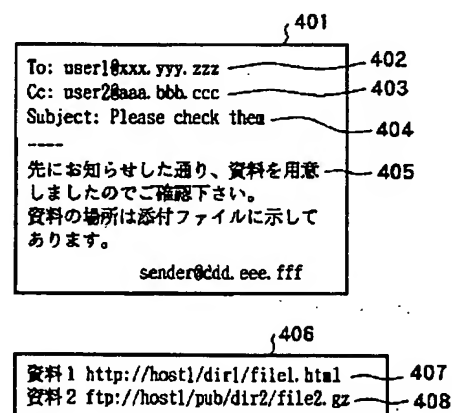 401
To: user1@xxx.yyy.zzz 402
Cc: user2@aaa.bbb.ccc 403
Subject: Please check them 404
----
先にお知らせした通り、資料を用意 405
しましたのでご確認下さい。
資料の場所は添付ファイルに示して
あります。
sender@ddd.eee.fff
406
資料1 http://host1/dir1/file1.html 407
資料2 ftp://host1/pub/dir2/file2.gz 408